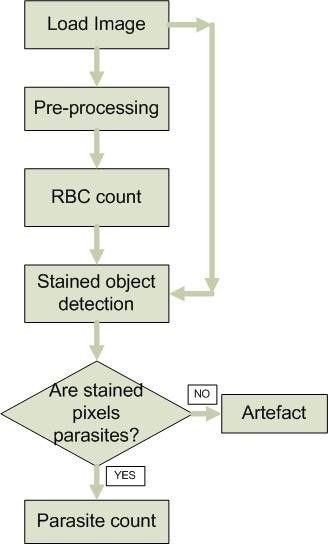 Load Image
Pre-processing
RBC count
Stained object
detection
Are stained
pixels
parasites?
NO
Artefact
YES
Parasite count